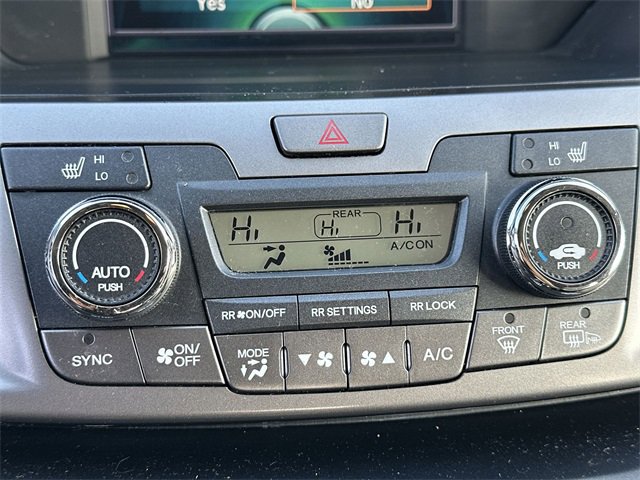 Yes No
HI
LO
HI
LO
Hi REAR Hi Hi
A/C ON
AUTO
PUSH
PUSH
RR ON/OFF RR SETTINGS RR LOCK
SYNC ON/OFF MODE A/C FRONT REAR